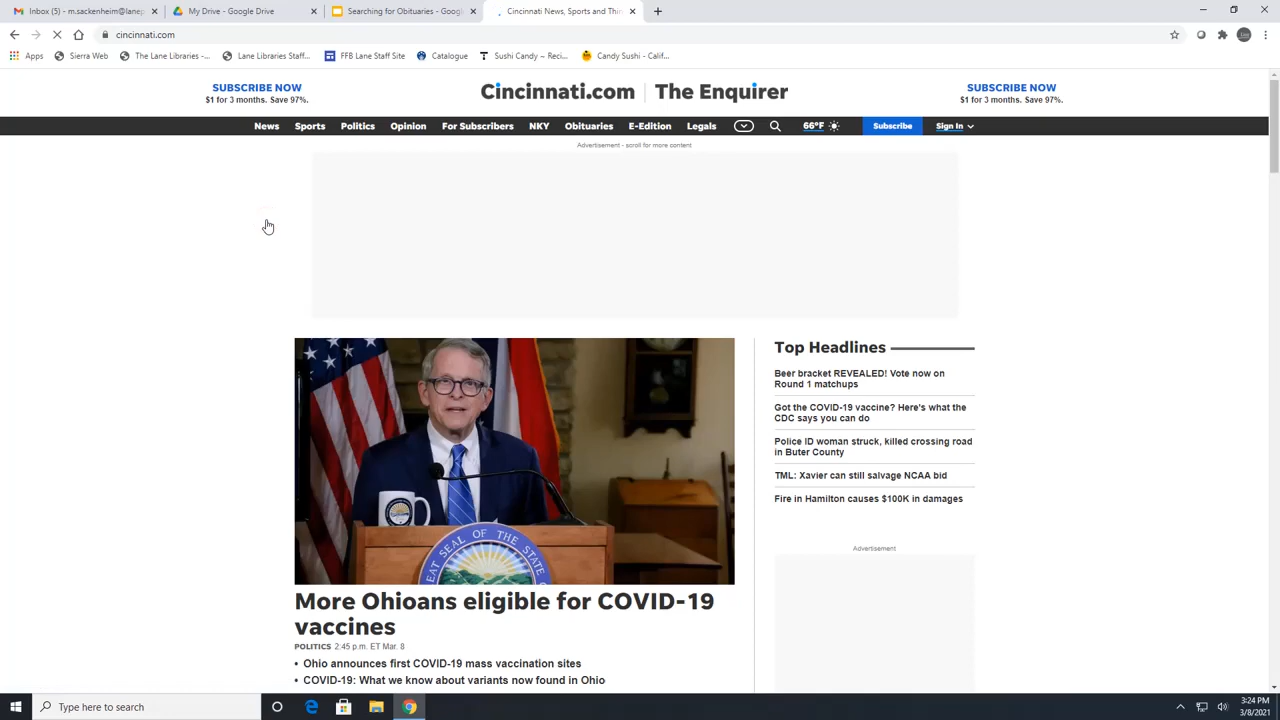 Inbox (5) - m.sackenheim@lanep
My Drive - Google Drive
Searching for Obituaries - Googl
Cincinnati News, Sports and Thin
cincinnati.com
Apps
Sierra Web
The Lane Libraries -...
Lane Libraries Staff...
FFB Lane Staff Site
Catalogue
Sushi Candy ~ Reci...
Candy Sushi - Calif...
SUBSCRIBE NOW
$1 for 3 months. Save 97%.
Cincinnati.com | The Enquirer
SUBSCRIBE NOW
$1 for 3 months. Save 97%.
News Sports Politics Opinion For Subscribers NKY Obituaries E-Edition Legals 66°F Subscribe Sign In
Advertisement - scroll for more content
Top Headlines
Beer bracket REVEALED! Vote now on
Round 1 matchups
Got the COVID-19 vaccine? Here's what the
CDC says you can do
Police ID woman struck, killed crossing road
in Buter County
TML: Xavier can still salvage NCAA bid
Fire in Hamilton causes $100K in damages
Advertisement
EAT SEAL OF THE STATE
More Ohioans eligible for COVID-19
vaccines
POLITICS 2:45 p.m. ET Mar. 8
• Ohio announces first COVID-19 mass vaccination sites
• COVID-19: What we know about variants now found in Ohio
Type here to search
3:24 PM
3/8/2021